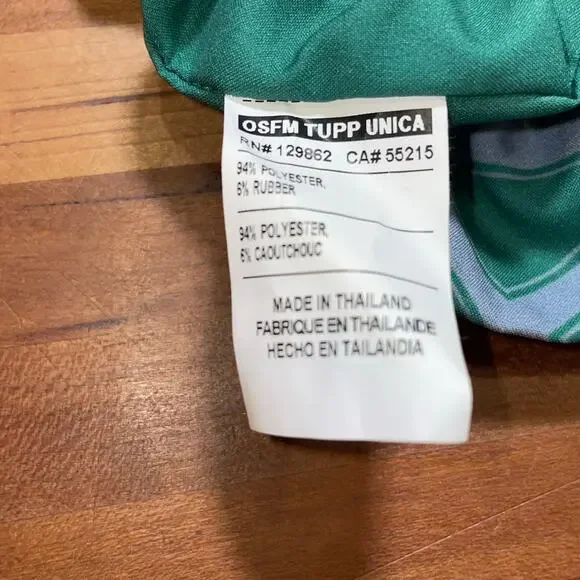 OSFM TUPP UNICA
RN# 129862 CA# 55215
94% POLYESTER,
6% RUBBER
94% POLYESTER,
6% CAOUTCHOUC
MADE IN THAILAND
FABRIQUE EN THAILANDE
HECHO EN TAILANDIA